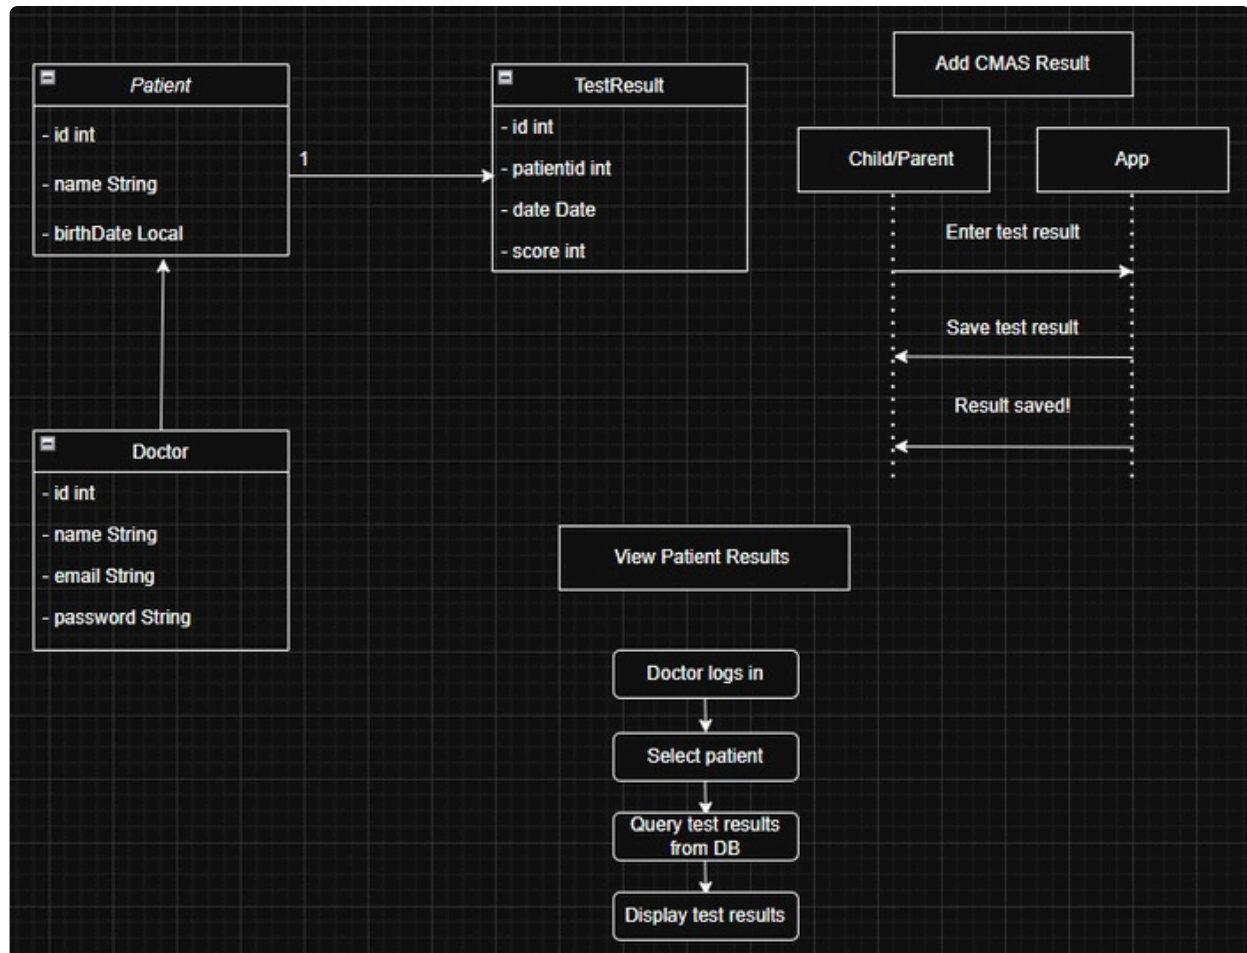 Patient
- id int
- name String
- birthDate Local
1
TestResult
- id int
- patientid int
- date Date
- score int
Add CMAS Result
Child/Parent
App
Enter test result
Save test result
Result saved!
Doctor
- id int
- name String
- email String
- password String
View Patient Results
Doctor logs in
Select patient
Query test results
from DB
Display test results